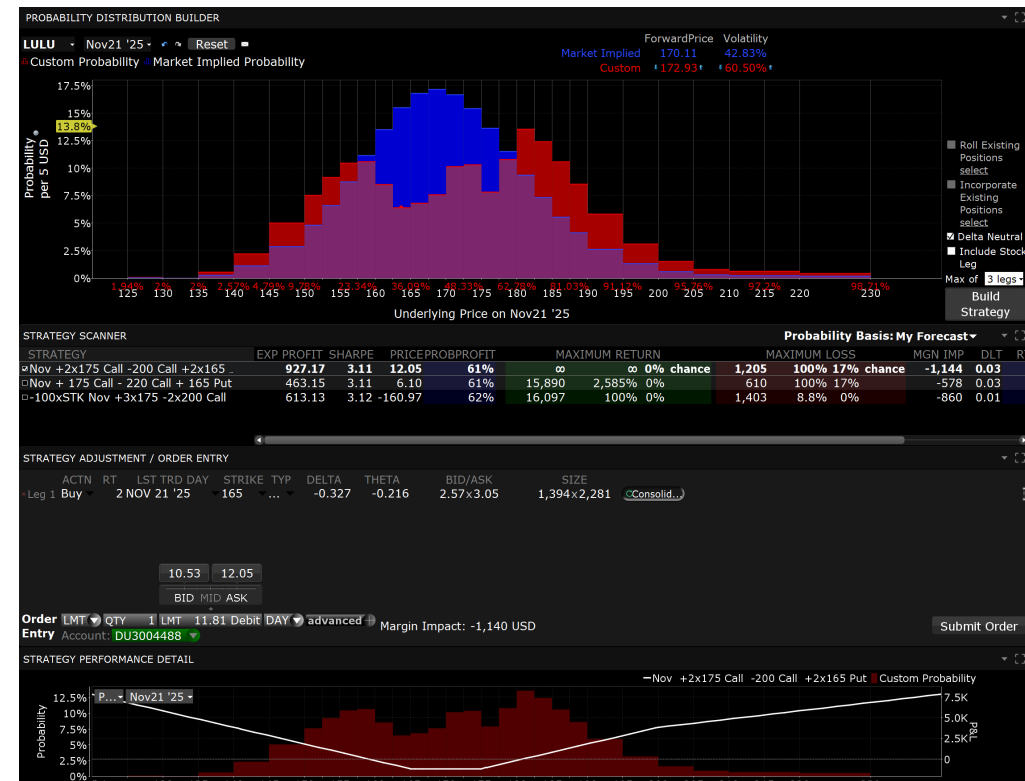 PROBABILITY DISTRIBUTION BUILDER
LULU Nov21 '25 Reset
ForwardPrice Volatility
Market Implied 170.11 42.83%
Custom 172.93 60.50%
Custom Probability Market Implied Probability
17.5%
15%
13.8%
12.5%
10%
7.5%
5%
2.5%
0%
Probability per 5 USD
1.94% 2% 2% 2.57% 4.79% 9.78% 23.34% 36.09% 48.33% 62.78% 81.03% 91.12% 95.76% 97.2% 98.71%
125 130 135 140 145 150 155 160 165 170 175 180 185 190 195 200 205 210 215 220 230
Underlying Price on Nov21 '25
Roll Existing Positions
select
Incorporate Existing Positions
select
Delta Neutral
Include Stock Leg
Max of 3 legs
Build Strategy
STRATEGY SCANNER Probability Basis: My Forecast
STRATEGY EXP PROFIT SHARPE PRICE PROBPROFIT MAXIMUM RETURN MAXIMUM LOSS MGN IMP DLT R
Nov +2x175 Call -200 Call +2x165 .. 927.17 3.11 12.05 61% ∞ ∞ 0% chance 1,205 100% 17% chance -1,144 0.03
Nov + 175 Call - 220 Call + 165 Put 463.15 3.11 6.10 61% 15,890 2,585% 0% 610 100% 17% -578 0.03
-100xSTK Nov +3x175 -2x200 Call 613.13 3.12 -160.97 62% 16,097 100% 0% 1,403 8.8% 0% -860 0.01
STRATEGY ADJUSTMENT / ORDER ENTRY
ACTN RT LST TRD DAY STRIKE TYP DELTA THETA BID/ASK SIZE
Leg 1 Buy 2 NOV 21 '25 165 ... -0.327 -0.216 2.57x3.05 1,394x2,281 Consolid...
10.53 12.05
BID MID ASK
Order Entry LMT QTY 1 LMT 11.81 Debit DAY advanced Margin Impact: -1,140 USD Submit Order
Account: DU3004488
STRATEGY PERFORMANCE DETAIL
Nov +2x175 Call -200 Call +2x165 Put Custom Probability
P... Nov21 '25
12.5%
10%
7.5%
5%
2.5%
0%
Probability
7.5K
5.0K
2.5K
0
P&L